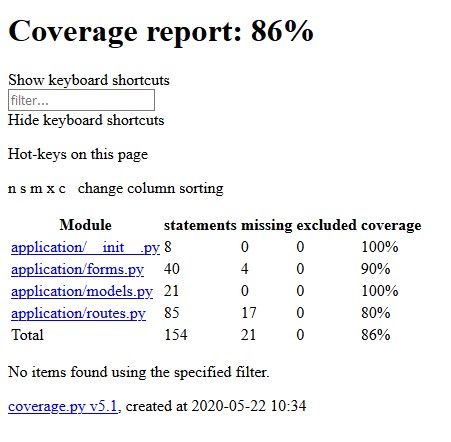 Coverage report: 86%
Show keyboard shortcuts
filter...
Hide keyboard shortcuts
Hot-keys on this page
n s m x c change column sorting
Module statements missing excluded coverage
application/__init__.py 8 0 0 100%
application/forms.py 40 4 0 90%
application/models.py 21 0 0 100%
application/routes.py 85 17 0 80%
Total 154 21 0 86%
No items found using the specified filter.
coverage.py v5.1, created at 2020-05-22 10:34